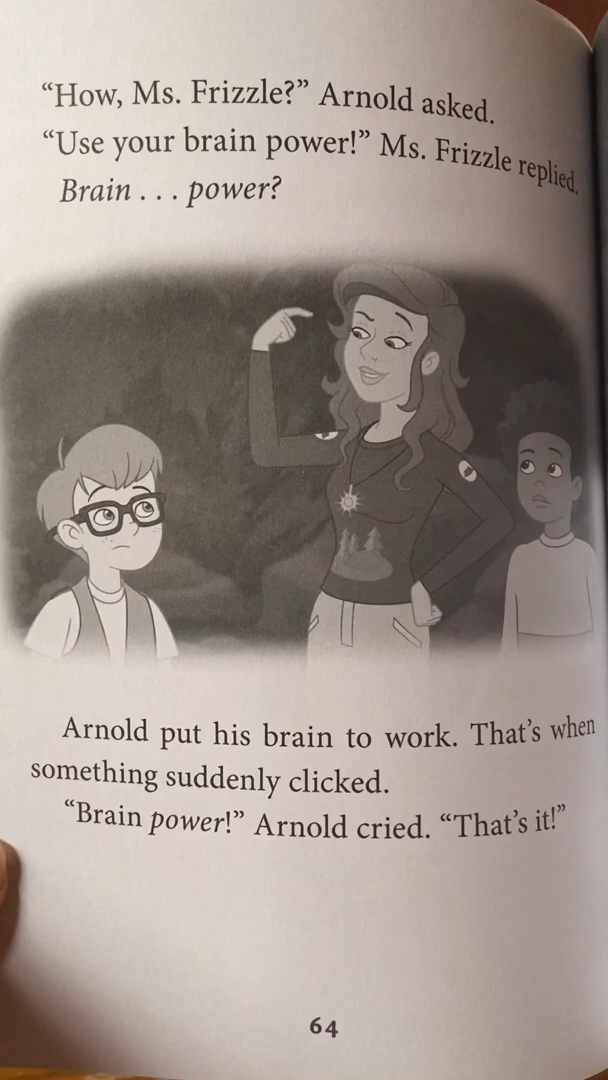 “How, Ms. Frizzle?” Arnold asked.
“Use your brain power!” Ms. Frizzle replied.
Brain . . . power?
Arnold put his brain to work. That’s when
something suddenly clicked.
“Brain power!” Arnold cried. “That’s it!”
64